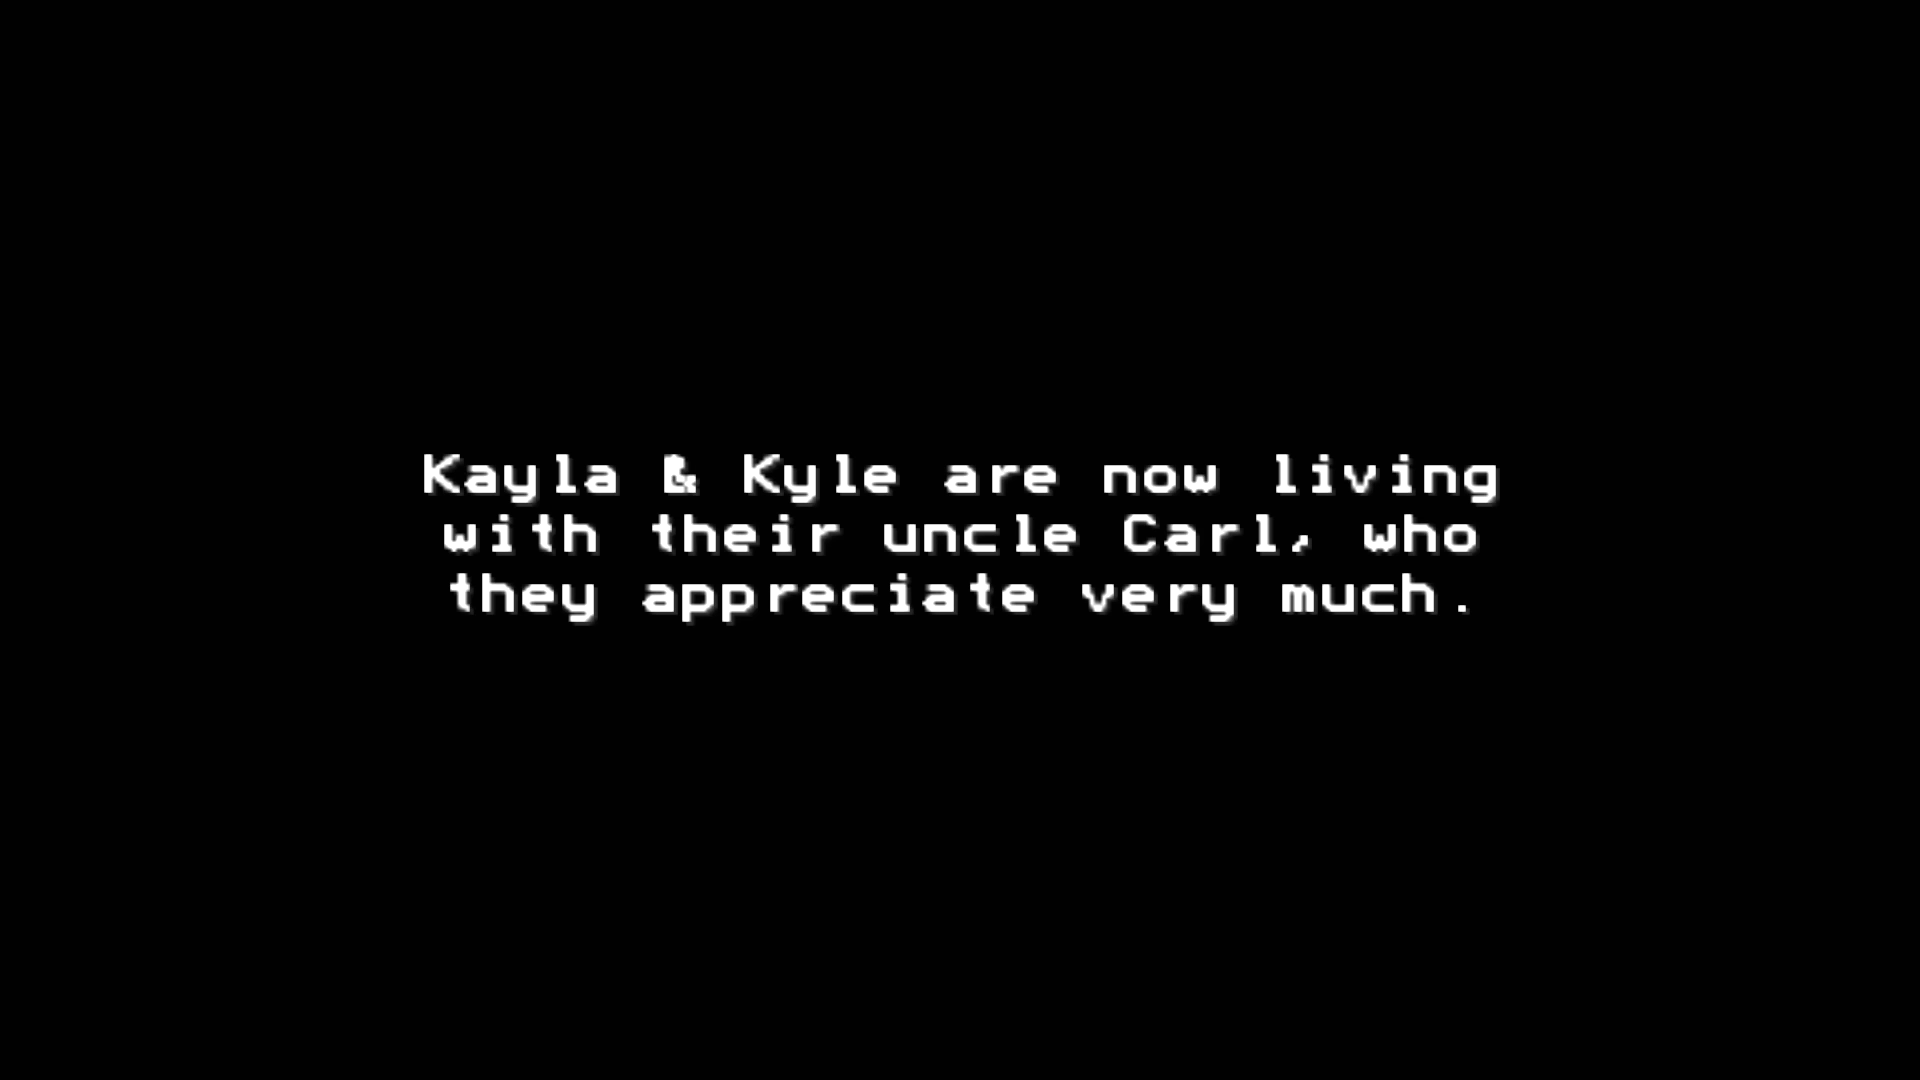 Kayla & Kyle are now living
with their uncle Carl, who
they appreciate very much.